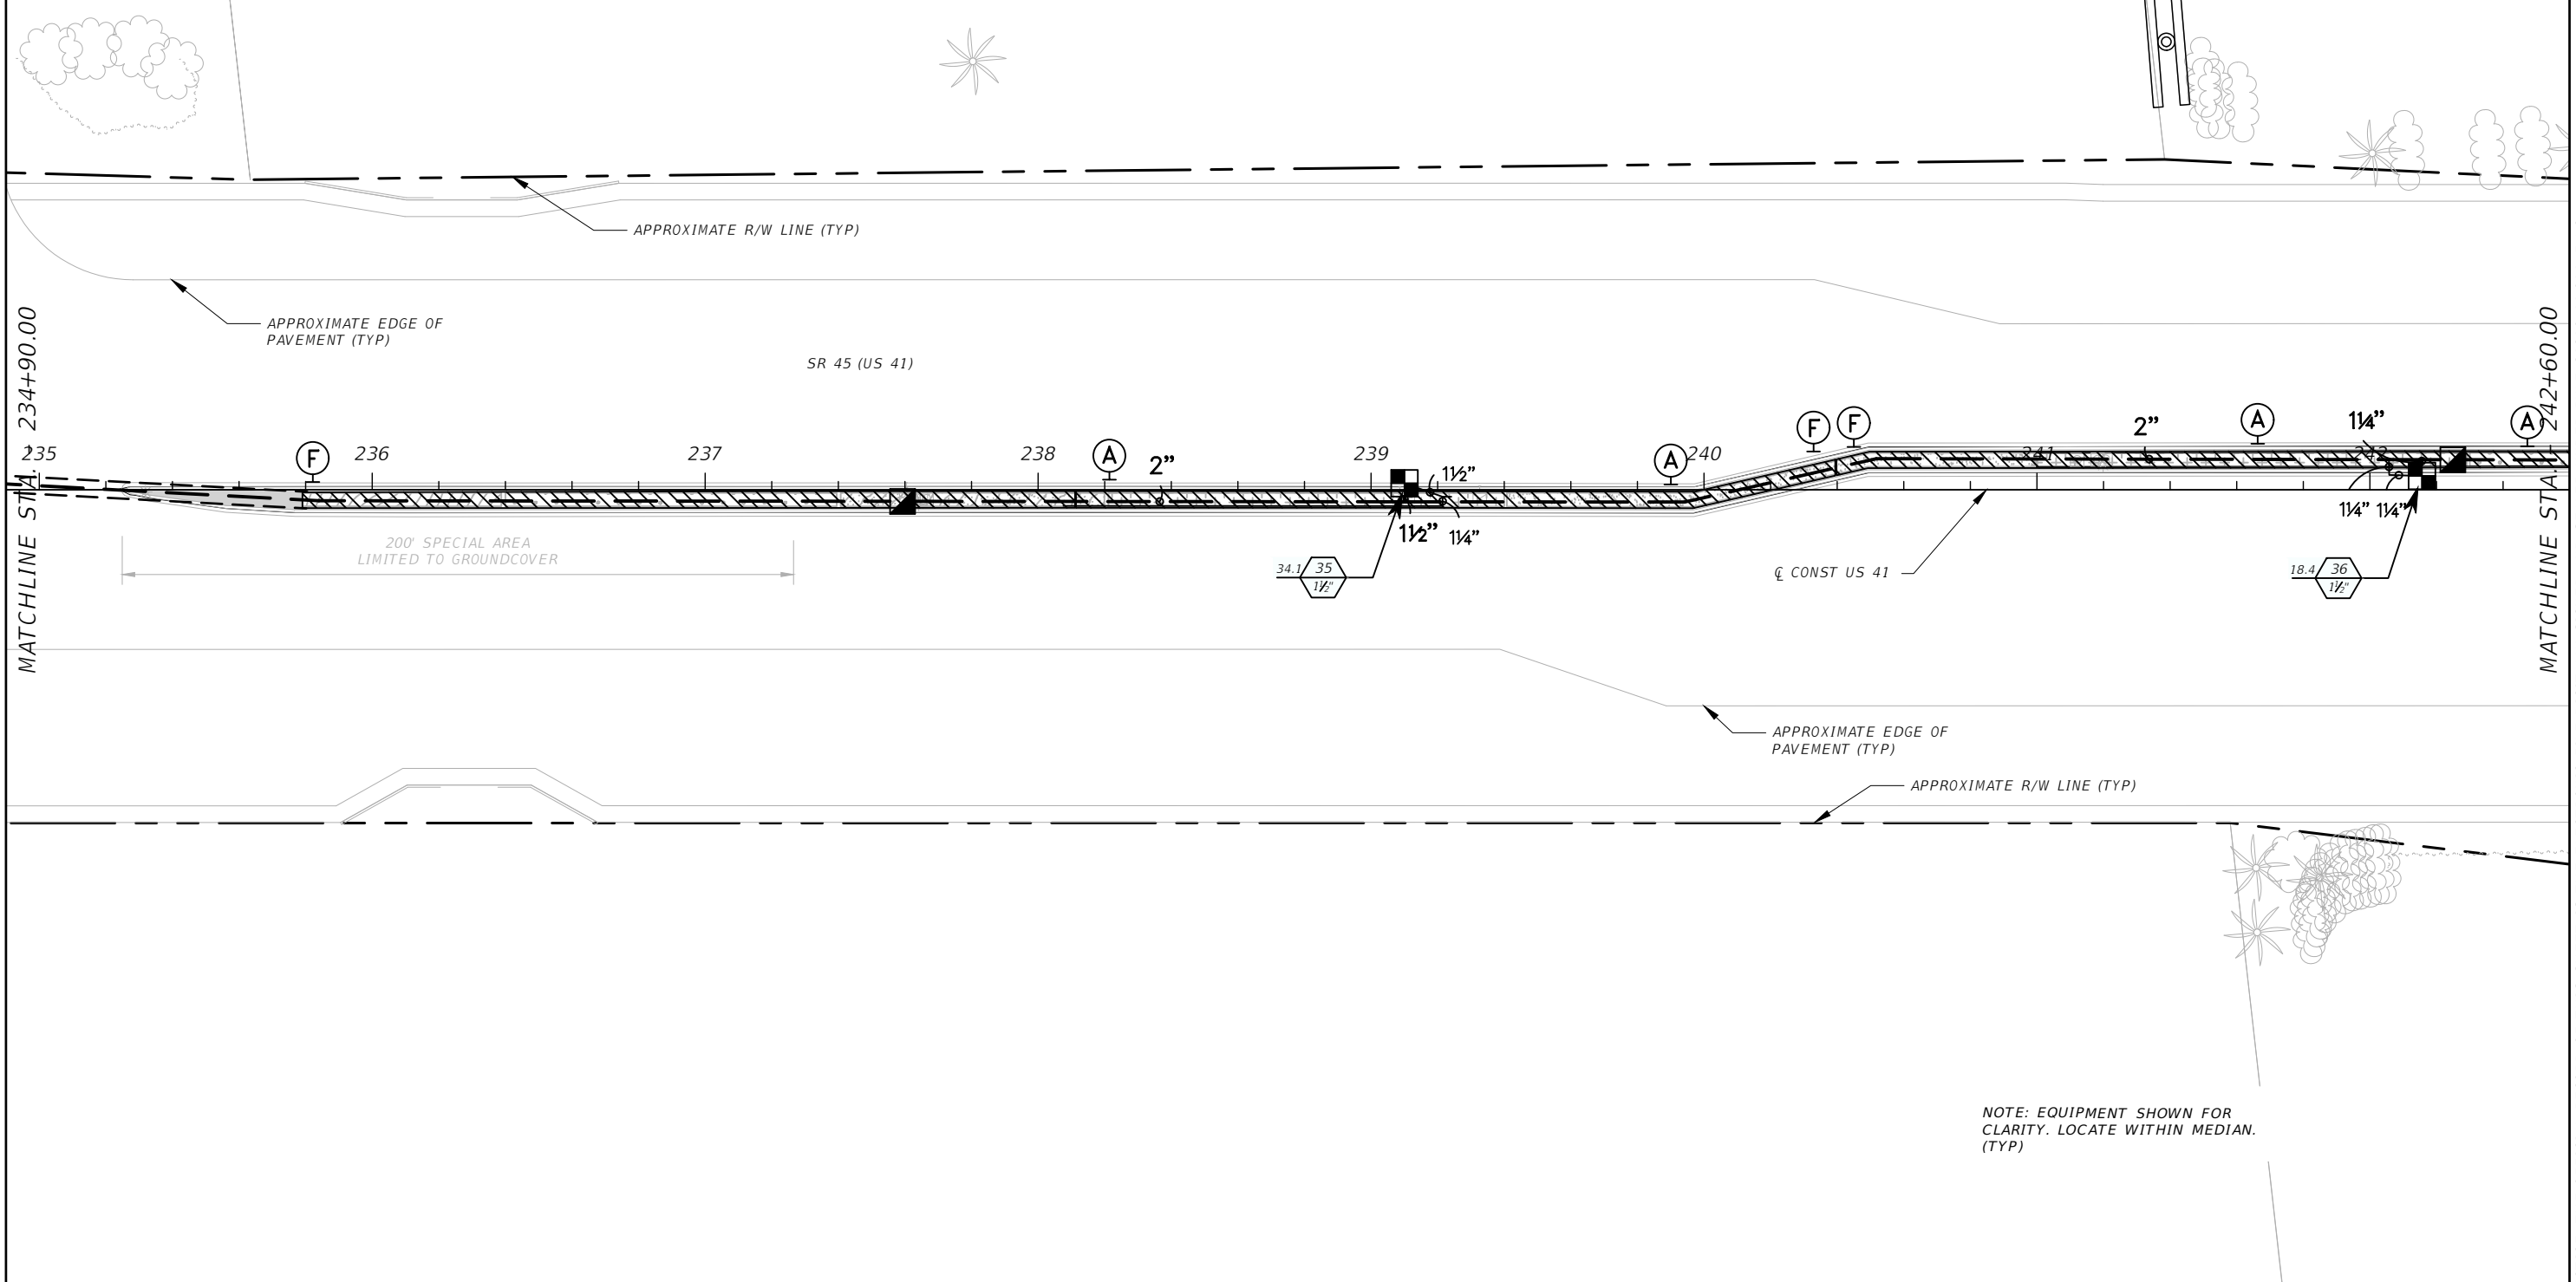 APPROXIMATE R/W LINE (TYP)
APPROXIMATE EDGE OF
PAVEMENT (TYP)
SR 45 (US 41)
MATCHLINE STA. 234+90.00
MATCHLINE STA. 242+60.00
235
F
236
237
238
A
2"
239
1½"
A
240
F
F
241
2"
A
1¼"
242
A
1½"
1¼"
1¼"
1¼"
200' SPECIAL AREA
LIMITED TO GROUNDCOVER
34.1
35
1½"
℄ CONST US 41
18.4
36
1½"
APPROXIMATE EDGE OF
PAVEMENT (TYP)
APPROXIMATE R/W LINE (TYP)
NOTE: EQUIPMENT SHOWN FOR
CLARITY. LOCATE WITHIN MEDIAN.
(TYP)